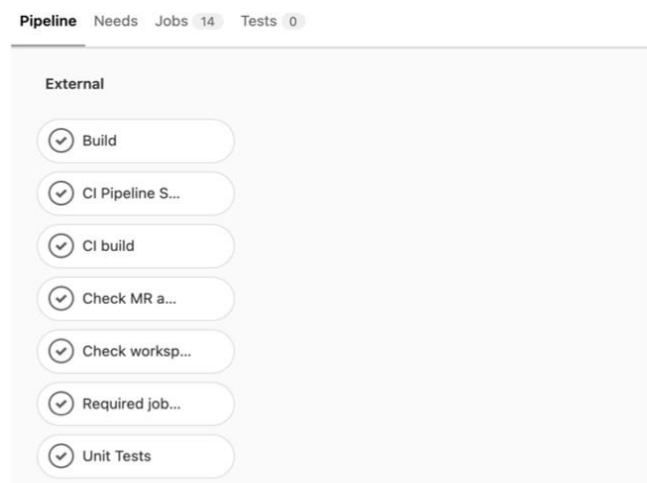 Pipeline Needs Jobs 14 Tests 0
External
Build
CI Pipeline S...
CI build
Check MR a...
Check worksp...
Required job...
Unit Tests